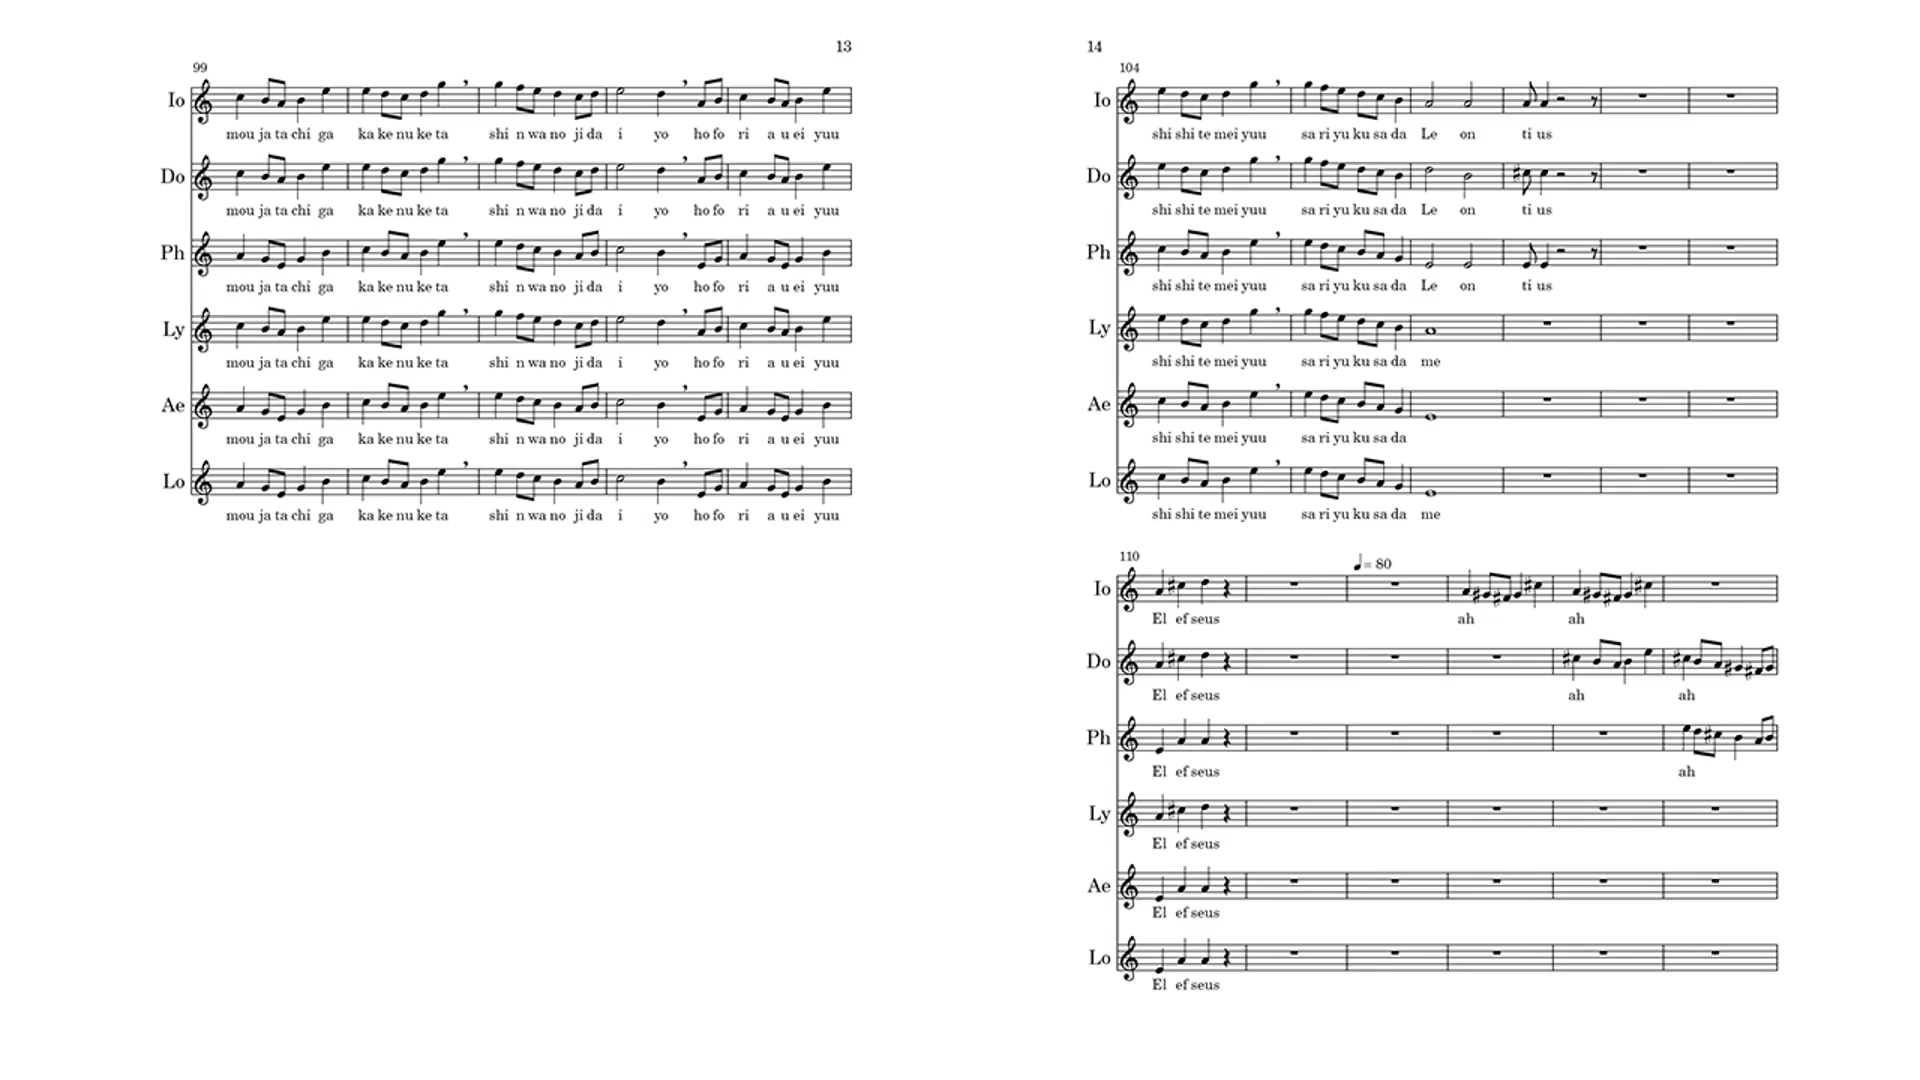 13
99
Io
mou ja ta chi ga ka ke nu ke ta shi n wa no ji da i yo ho fo ri a u ei yuu
Do
mou ja ta chi ga ka ke nu ke ta shi n wa no ji da i yo ho fo ri a u ei yuu
Ph
mou ja ta chi ga ka ke nu ke ta shi n wa no ji da i yo ho fo ri a u ei yuu
Ly
mou ja ta chi ga ka ke nu ke ta shi n wa no ji da i yo ho fo ri a u ei yuu
Ae
mou ja ta chi ga ka ke nu ke ta shi n wa no ji da i yo ho fo ri a u ei yuu
Lo
mou ja ta chi ga ka ke nu ke ta shi n wa no ji da i yo ho fo ri a u ei yuu
14
104
Io
shi shi te mei yuu sa ri yu ku sa da Le on ti us
Do
shi shi te mei yuu sa ri yu ku sa da Le on ti us
Ph
shi shi te mei yuu sa ri yu ku sa da Le on ti us
Ly
shi shi te mei yuu sa ri yu ku sa da me
Ae
shi shi te mei yuu sa ri yu ku sa da
Lo
shi shi te mei yuu sa ri yu ku sa da me
110
= 80
Io
El ef seus ah ah
Do
El ef seus ah ah
Ph
El ef seus ah
Ly
El ef seus
Ae
El ef seus
Lo
El ef seus